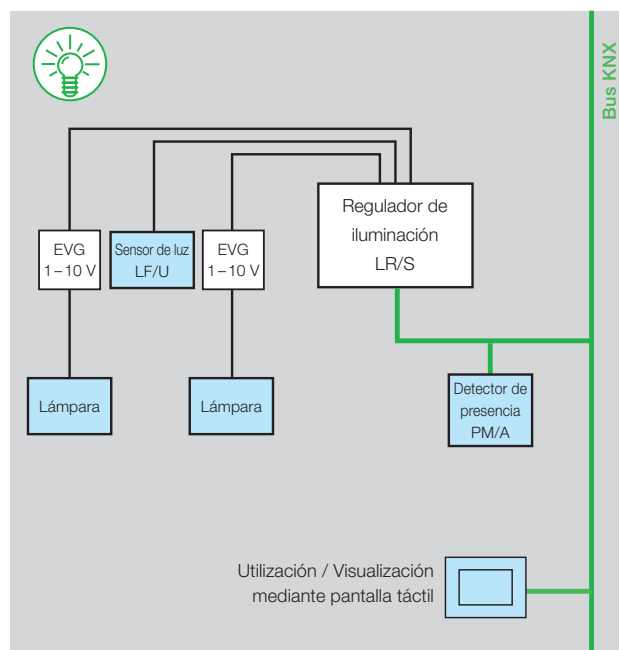 Bus KNX
Regulador de
iluminación
LR/S
EVG
1–10 V
Sensor de luz
LF/U
EVG
1–10 V
Lámpara
Lámpara
Detector de
presencia
PM/A
Utilización / Visualización
mediante pantalla táctil